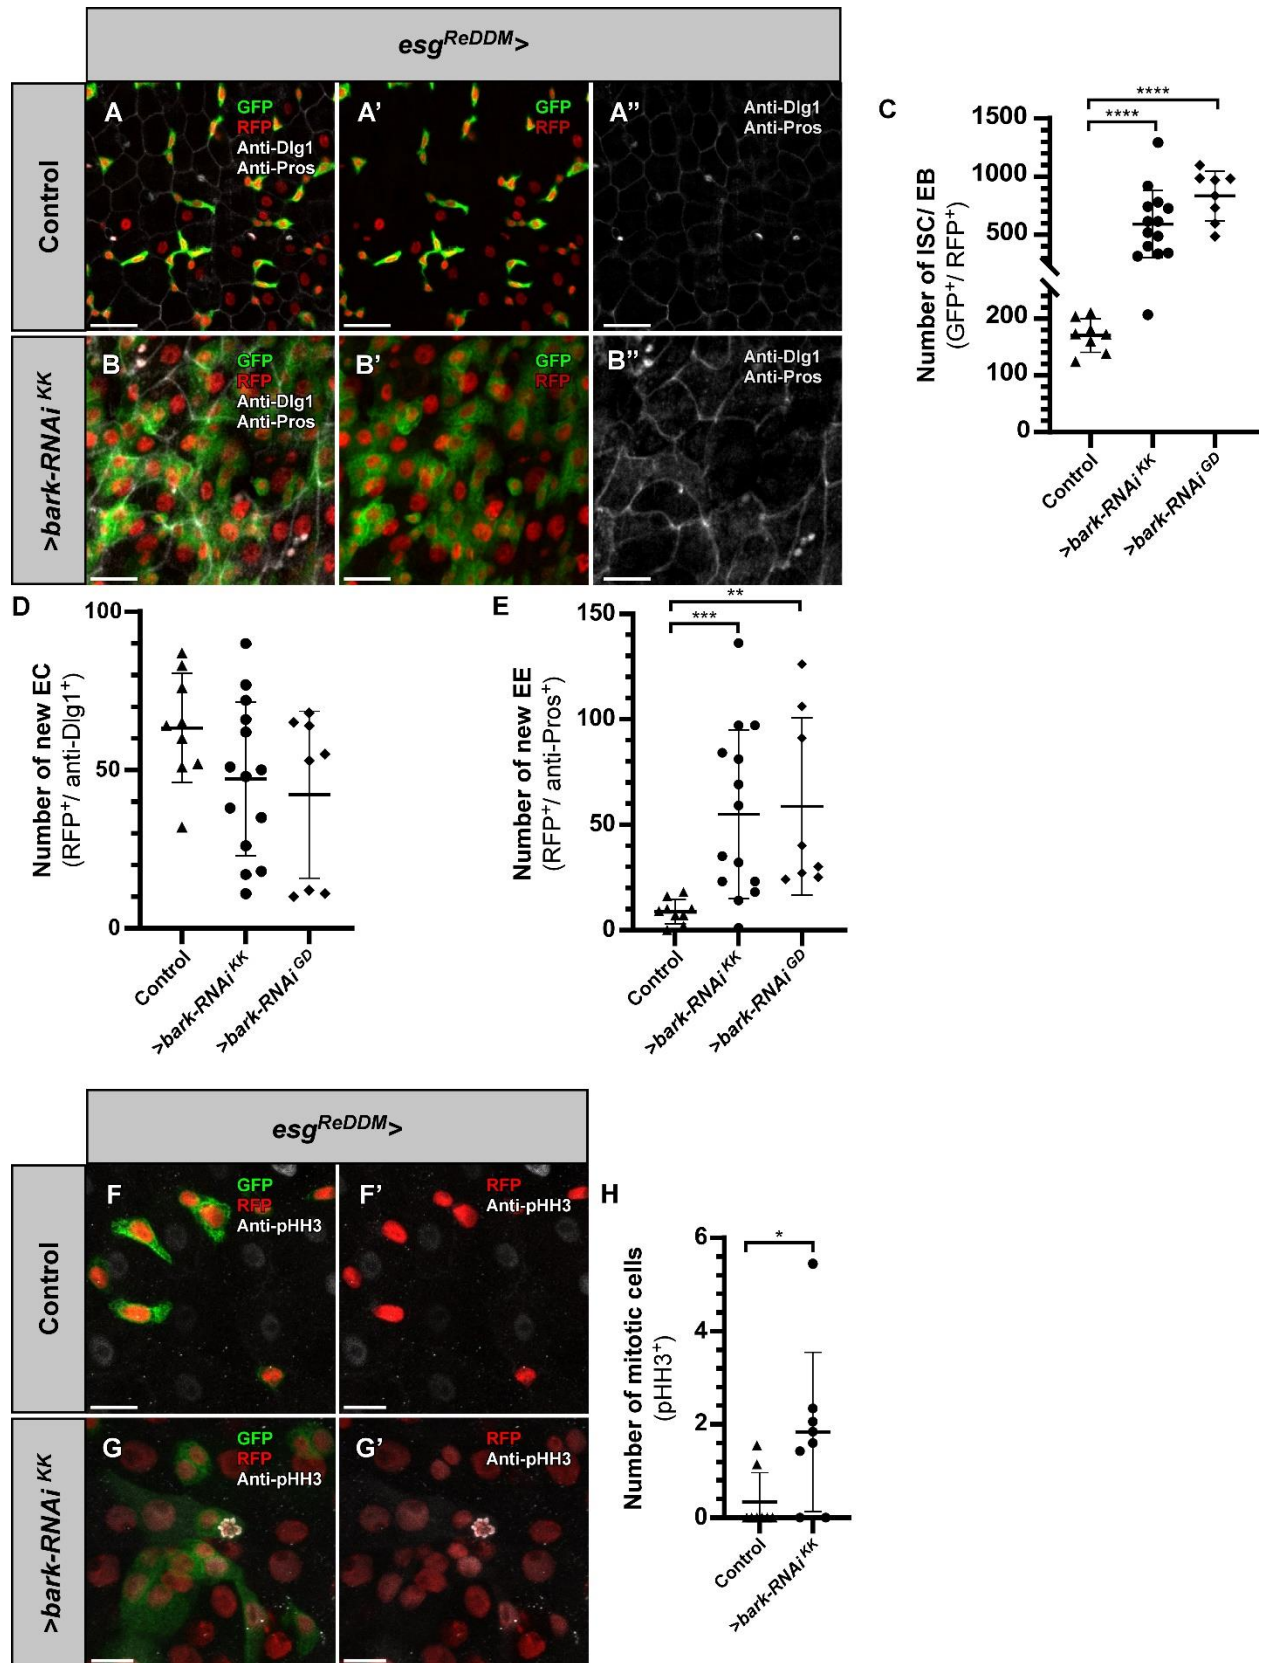 esg^ReDDM>
Control
A
GFP
RFP
Anti-Dlg1
Anti-Pros
A'
GFP
RFP
A''
Anti-Dlg1
Anti-Pros
>bark-RNAi^KK
B
GFP
RFP
Anti-Dlg1
Anti-Pros
B'
GFP
RFP
B''
Anti-Dlg1
Anti-Pros
C
Number of ISC/ EB
(GFP⁺/ RFP⁺)
1500
1000
500
200
100
0
****
****
Control
>bark-RNAi^KK
>bark-RNAi^GD
D
Number of new EC
(RFP⁺/ anti-Dlg1⁺)
100
50
0
Control
>bark-RNAi^KK
>bark-RNAi^GD
E
Number of new EE
(RFP⁺/ anti-Pros⁺)
150
100
50
0
**
***
Control
>bark-RNAi^KK
>bark-RNAi^GD
esg^ReDDM>
Control
F
GFP
RFP
Anti-pHH3
F'
RFP
Anti-pHH3
>bark-RNAi^KK
G
GFP
RFP
Anti-pHH3
G'
RFP
Anti-pHH3
H
Number of mitotic cells
(pHH3⁺)
6
4
2
0
*
Control
>bark-RNAi^KK